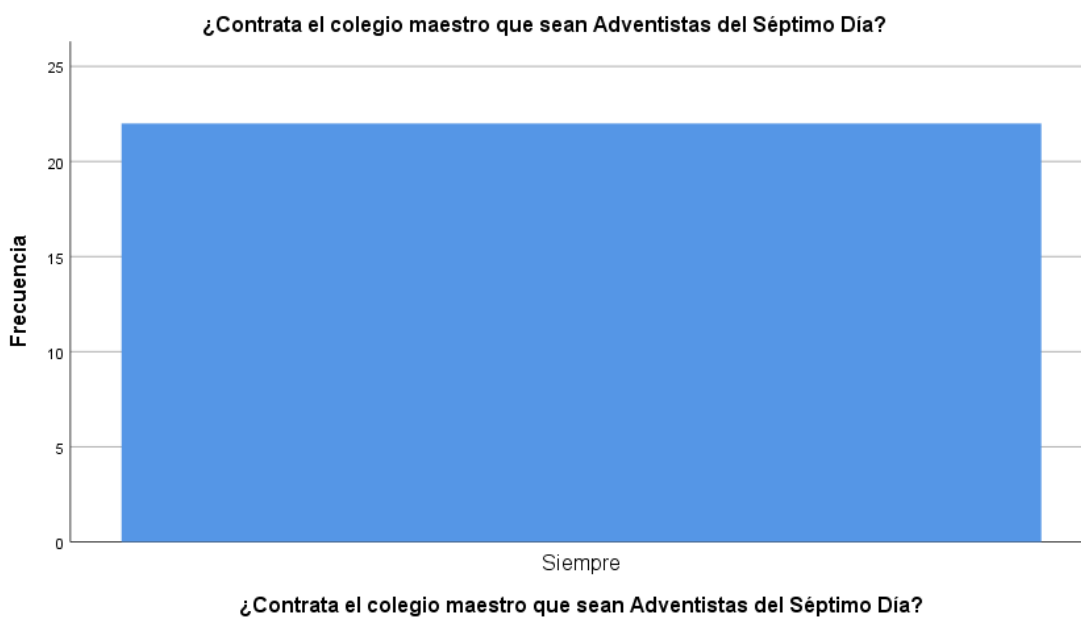 ¿Contrata el colegio maestro que sean Adventistas del Séptimo Día?
25
20
15
10
5
0
Frecuencia
Siempre
¿Contrata el colegio maestro que sean Adventistas del Séptimo Día?